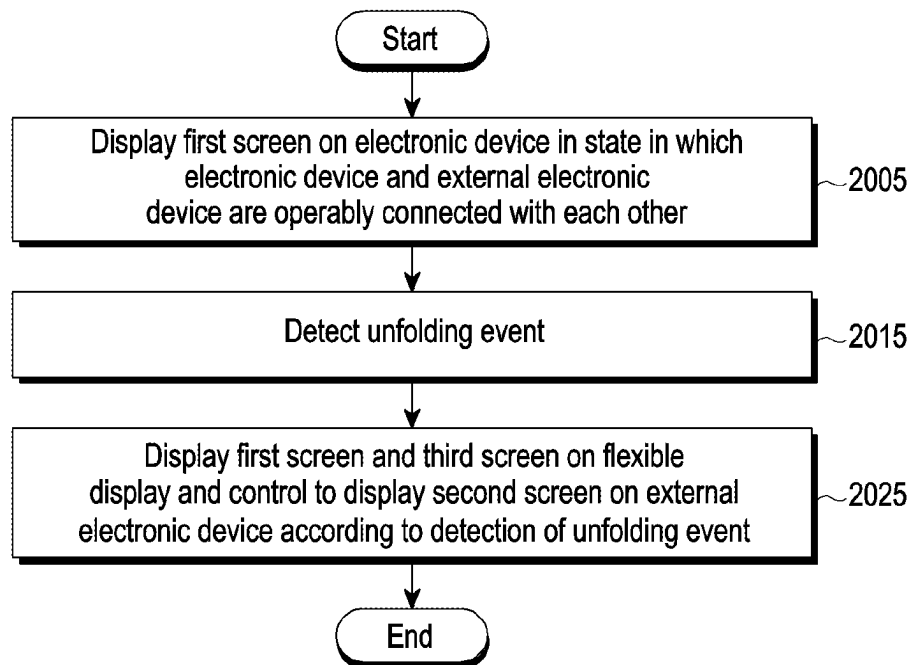 Start
Display first screen on electronic device in state in which
electronic device and external electronic
device are operably connected with each other
2005
Detect unfolding event
2015
Display first screen and third screen on flexible
display and control to display second screen on external
electronic device according to detection of unfolding event
2025
End